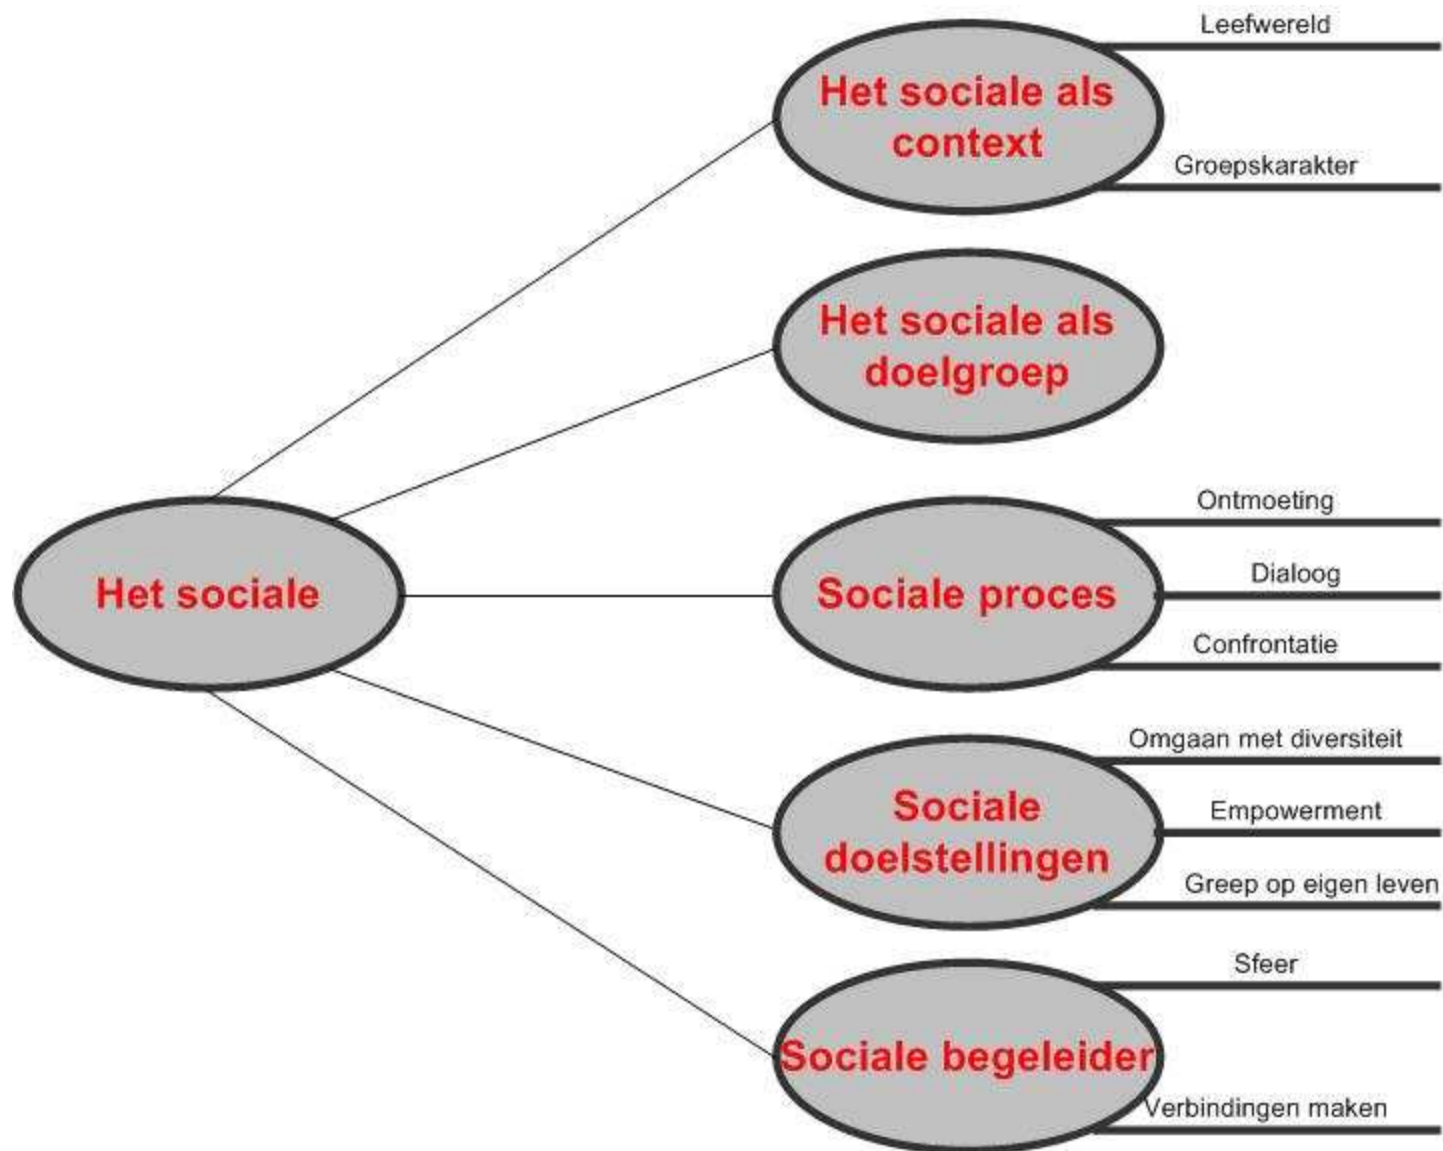 Leefwereld
Het sociale als
context
Groepskarakter
Het sociale als
doelgroep
Het sociale
Ontmoeting
Sociale proces
Dialoog
Confrontatie
Omgaan met diversiteit
Sociale
doelstellingen
Empowerment
Greep op eigen leven
Sfeer
Sociale begeleider
Verbindingen maken